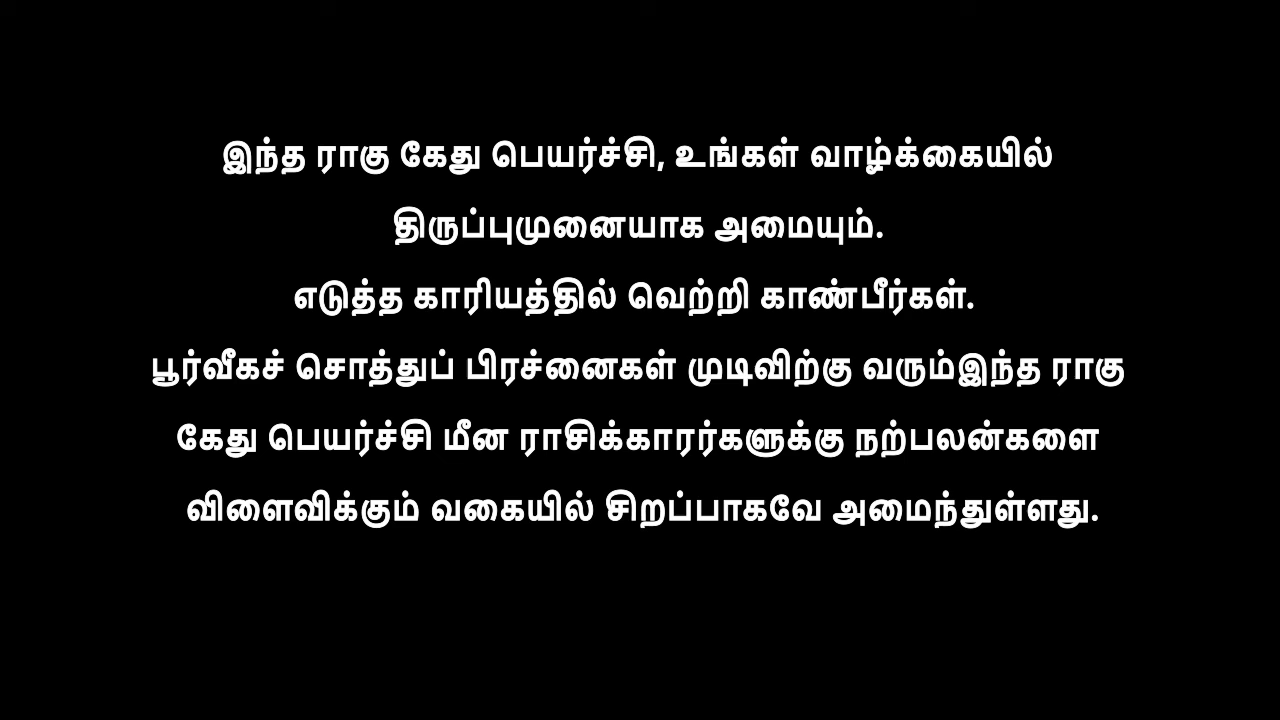 இந்த ராகு கேது பெயர்ச்சி, உங்கள் வாழ்க்கையில்
திருப்புமுனையாக அமையும்.
எடுத்த காரியத்தில் வெற்றி காண்பீர்கள்.
பூர்வீகச் சொத்துப் பிரச்னைகள் முடிவிற்கு வரும்இந்த ராகு
கேது பெயர்ச்சி மீன ராசிக்காரர்களுக்கு நற்பலன்களை
விளைவிக்கும் வகையில் சிறப்பாகவே அமைந்துள்ளது.